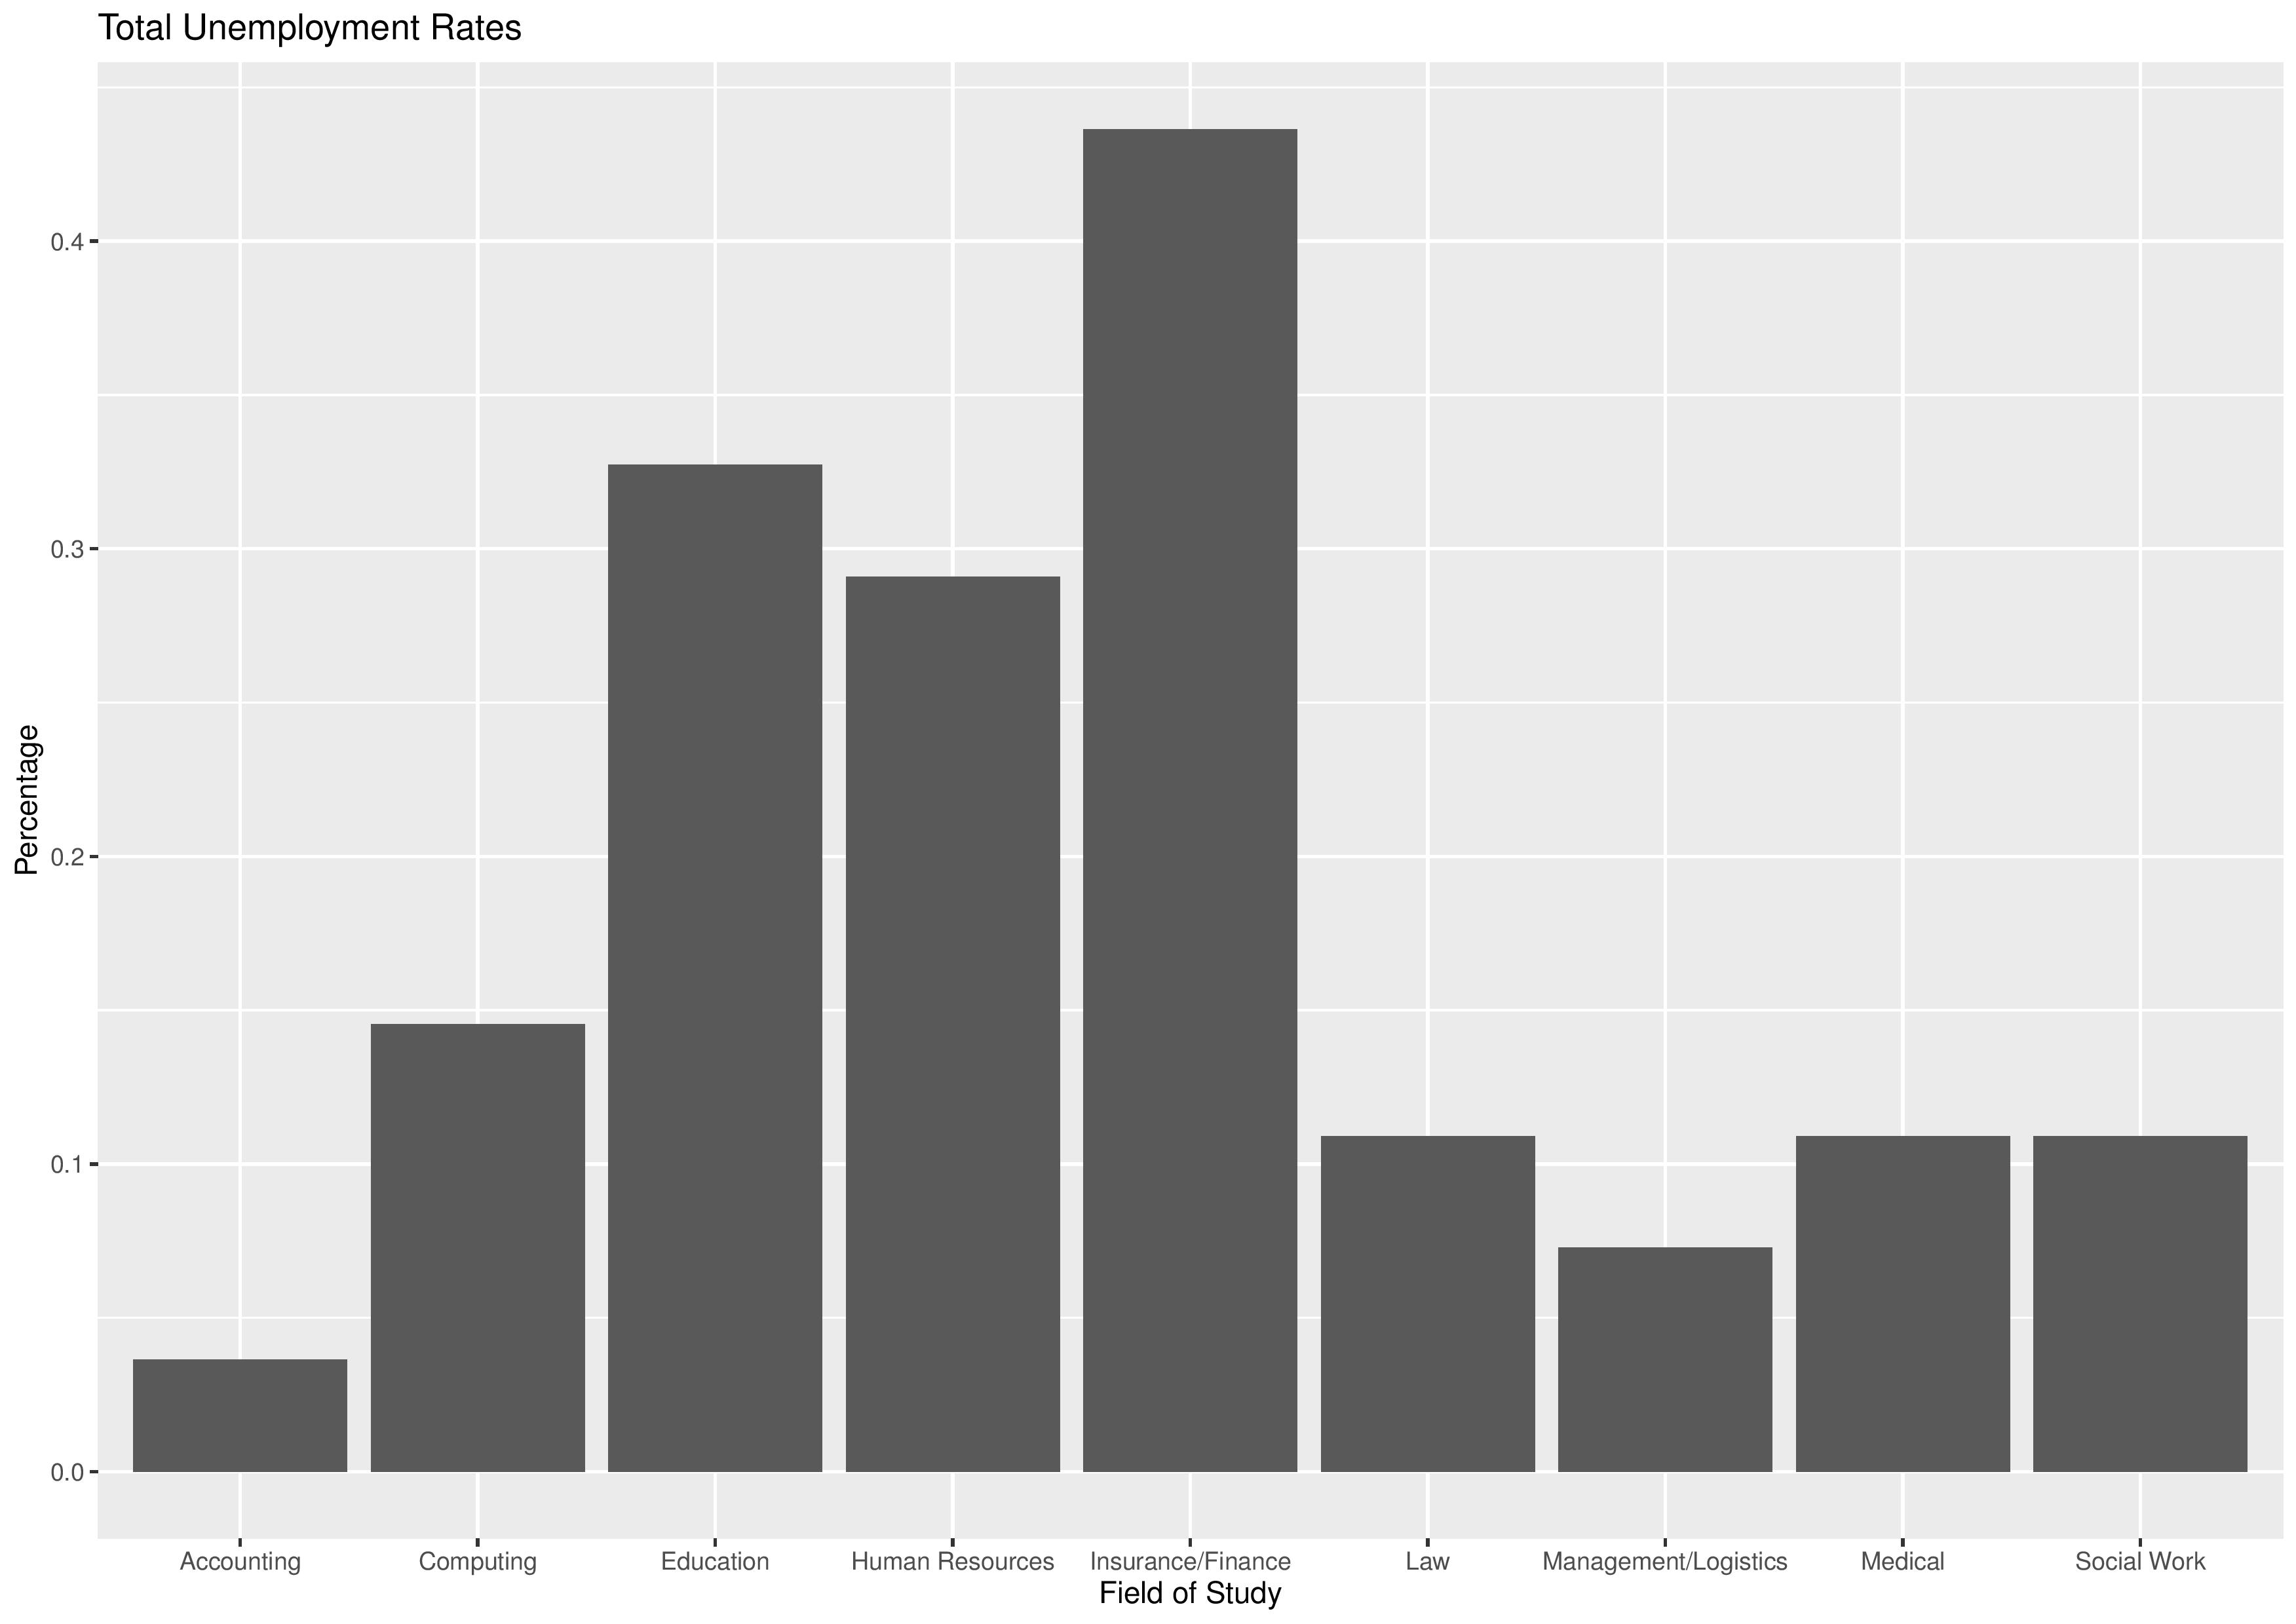 Total Unemployment Rates
Percentage
0.4
0.3
0.2
0.1
0.0
Accounting Computing Education Human Resources Insurance/Finance Law Management/Logistics Medical Social Work
Field of Study